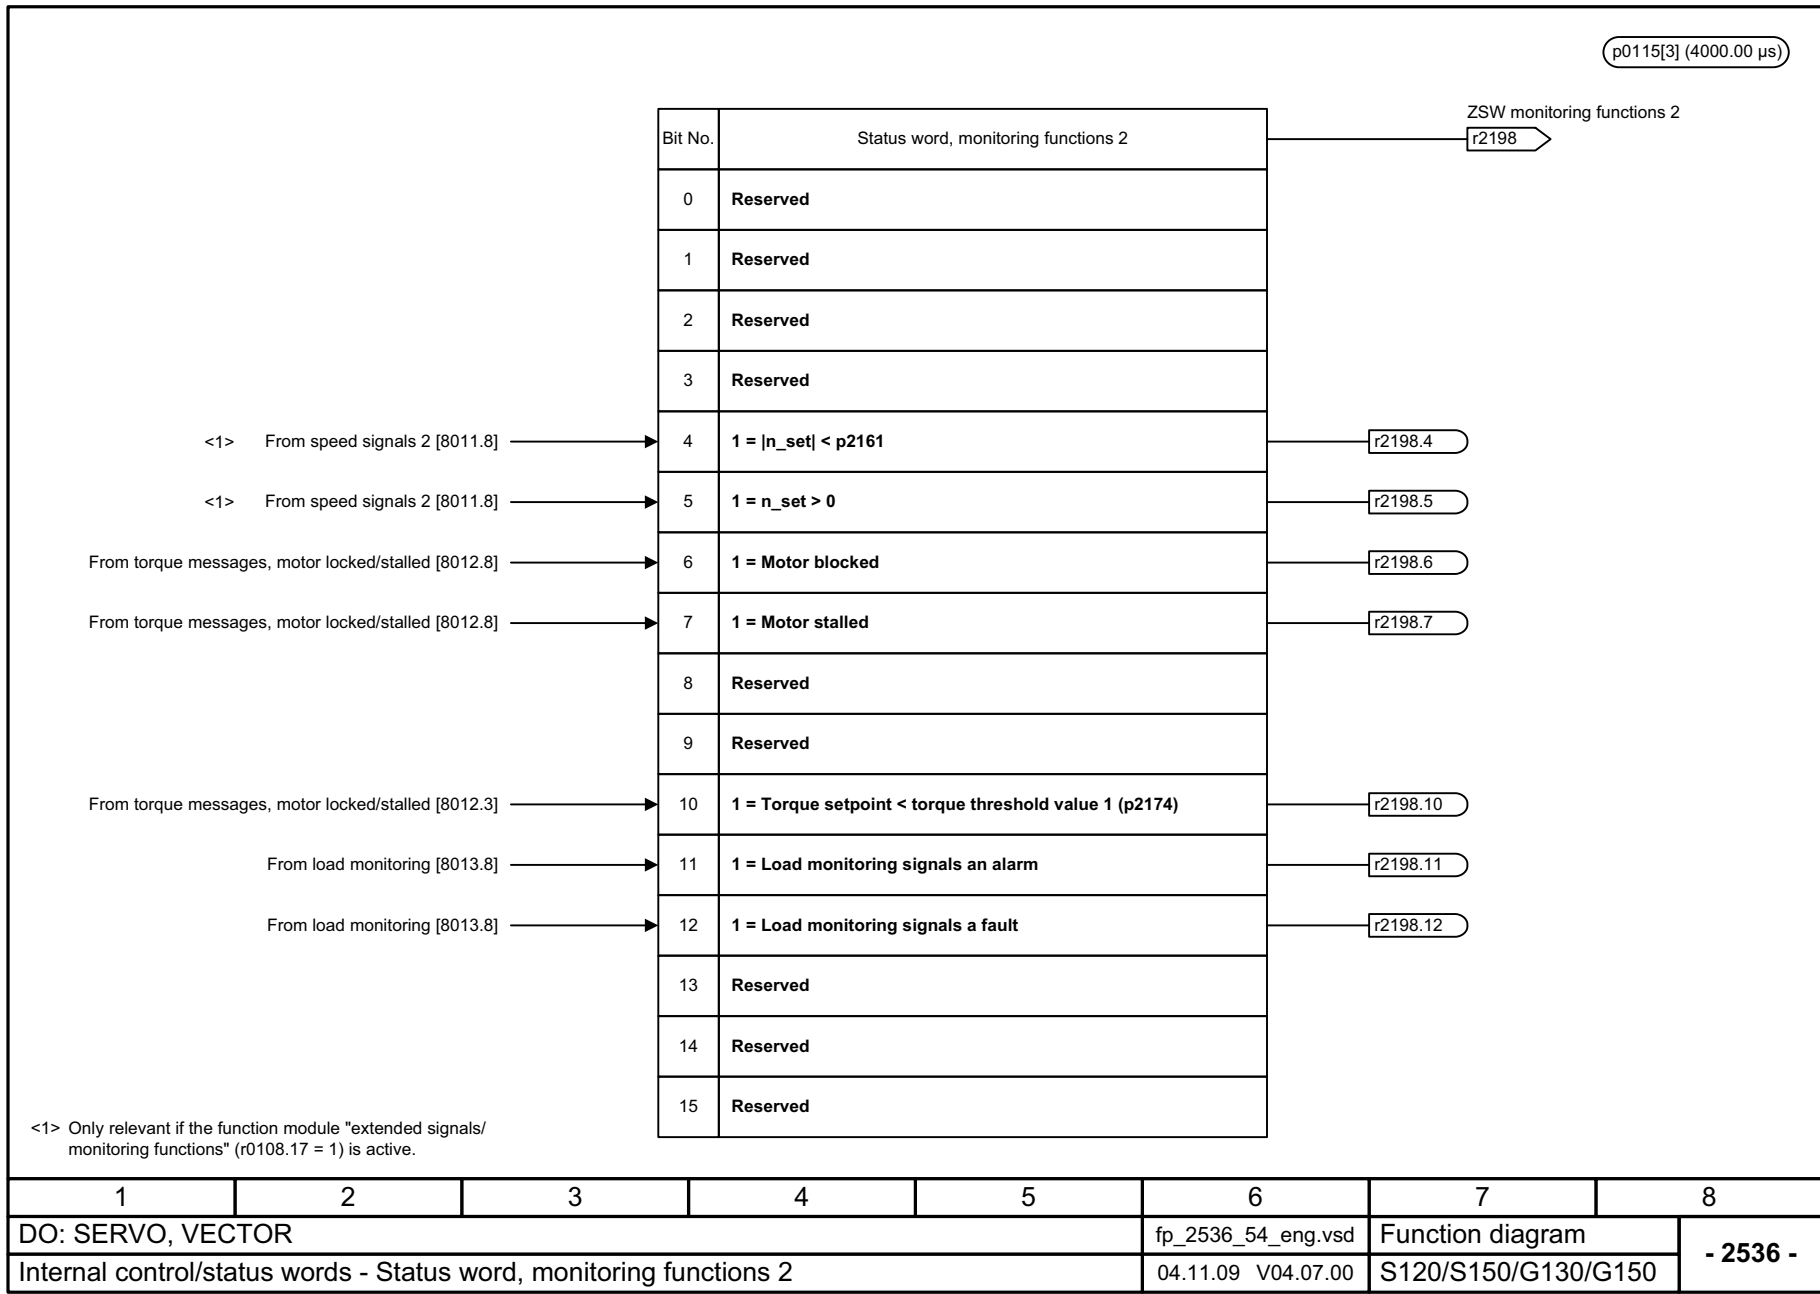 p0115[3] (4000.00 µs)
ZSW monitoring functions 2
Bit No. Status word, monitoring functions 2 r2198
0 Reserved
1 Reserved
2 Reserved
3 Reserved
<1> From speed signals 2 [8011.8] 4 1 = |n_set| < p2161 r2198.4
<1> From speed signals 2 [8011.8] 5 1 = n_set > 0 r2198.5
From torque messages, motor locked/stalled [8012.8] 6 1 = Motor blocked r2198.6
From torque messages, motor locked/stalled [8012.8] 7 1 = Motor stalled r2198.7
8 Reserved
9 Reserved
From torque messages, motor locked/stalled [8012.3] 10 1 = Torque setpoint < torque threshold value 1 (p2174) r2198.10
From load monitoring [8013.8] 11 1 = Load monitoring signals an alarm r2198.11
From load monitoring [8013.8] 12 1 = Load monitoring signals a fault r2198.12
13 Reserved
14 Reserved
15 Reserved
<1> Only relevant if the function module "extended signals/
monitoring functions" (r0108.17 = 1) is active.
1 2 3 4 5 6 7 8
DO: SERVO, VECTOR fp_2536_54_eng.vsd Function diagram - 2536 -
Internal control/status words - Status word, monitoring functions 2 04.11.09 V04.07.00 S120/S150/G130/G150